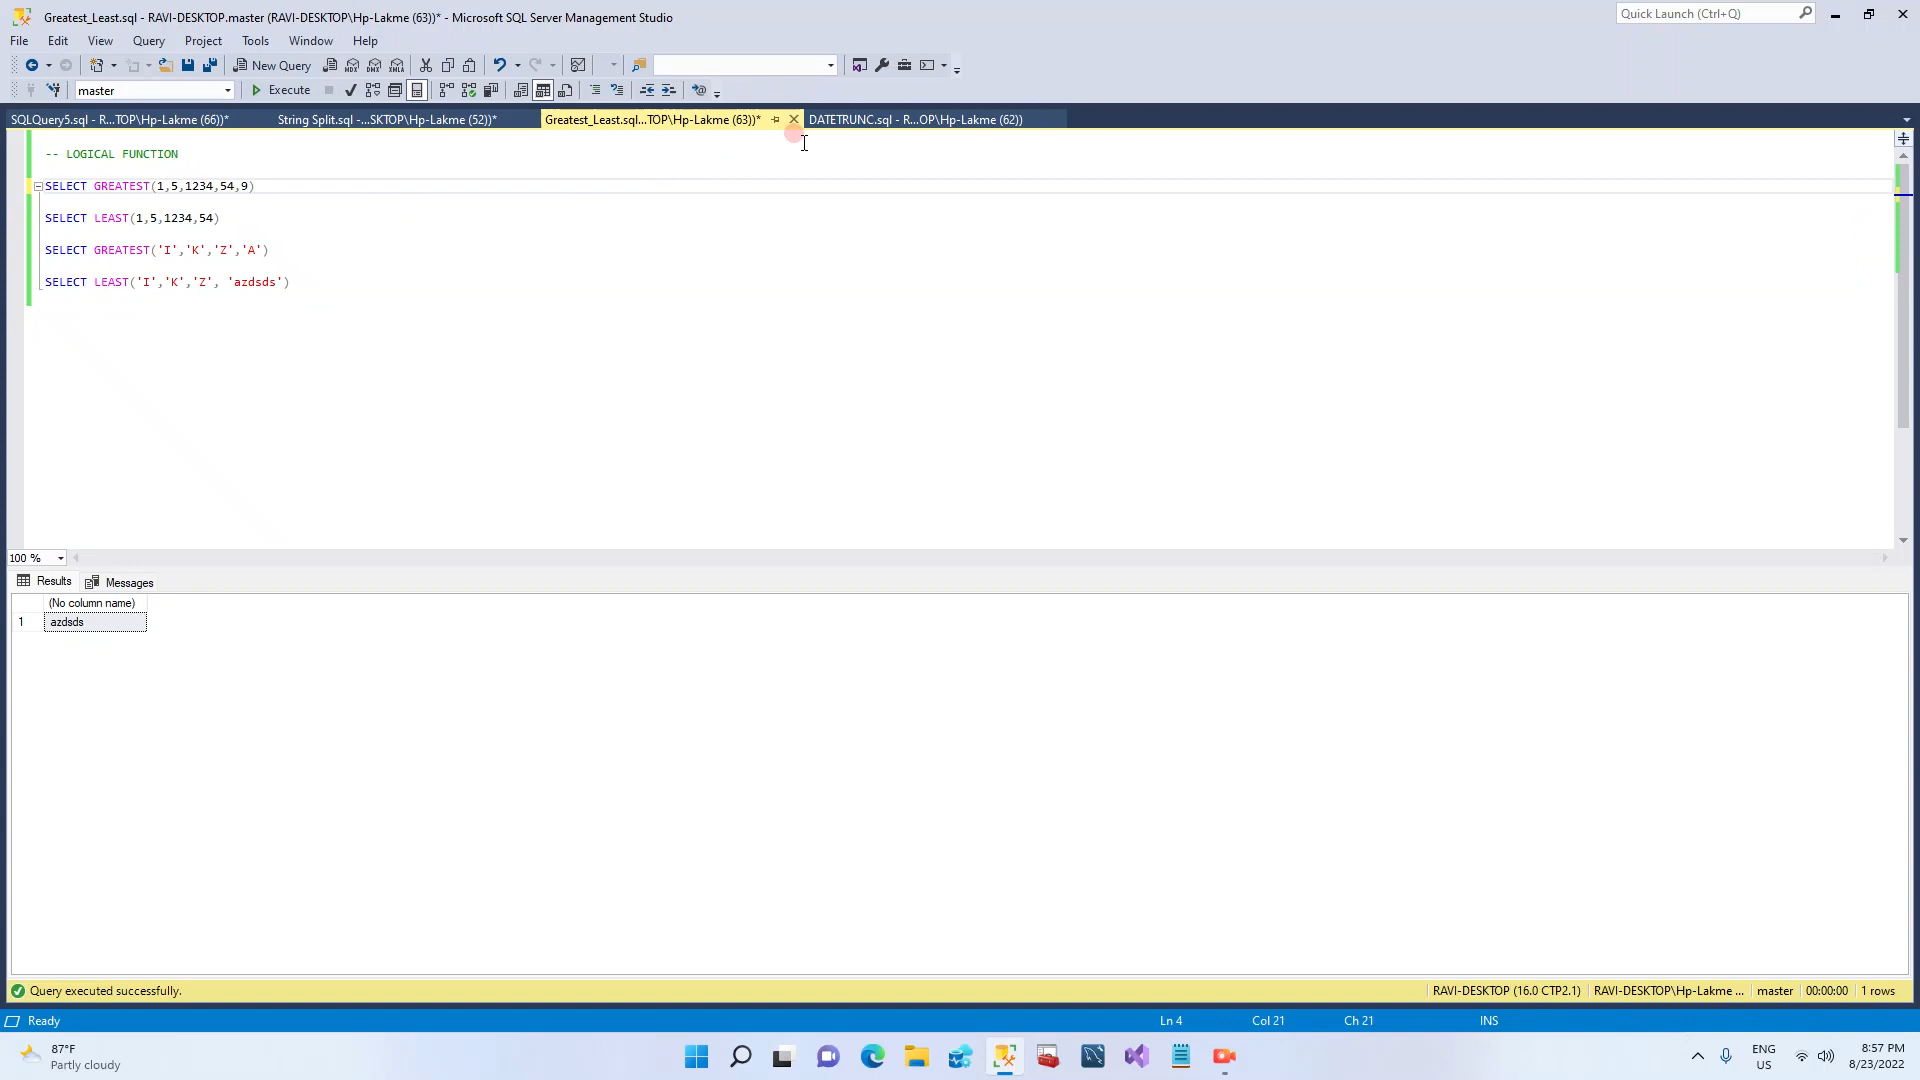 Greatest_Least.sql - RAVI-DESKTOP.master (RAVI-DESKTOP\Hp-Lakme (63))* - Microsoft SQL Server Management Studio
Quick Launch (Ctrl+Q)
File Edit View Query Project Tools Window Help
New Query
MDX DMX XMLA
master
Execute
SQLQuery5.sql - R...TOP\Hp-Lakme (66))* String Split.sql -...SKTOP\Hp-Lakme (52))* Greatest_Least.sql...TOP\Hp-Lakme (63))* DATETRUNC.sql - R...OP\Hp-Lakme (62))
-- LOGICAL FUNCTION
SELECT GREATEST(1,5,1234,54,9)
SELECT LEAST(1,5,1234,54)
SELECT GREATEST('I','K','Z','A')
SELECT LEAST('I','K','Z', 'azdsds')
100 %
Results Messages
(No column name)
1 azdsds
Query executed successfully.
RAVI-DESKTOP (16.0 CTP2.1) RAVI-DESKTOP\Hp-Lakme ... master 00:00:00 1 rows
Ready Ln 4 Col 21 Ch 21 INS
87°F
Partly cloudy
ENG
US
8:57 PM
8/23/2022